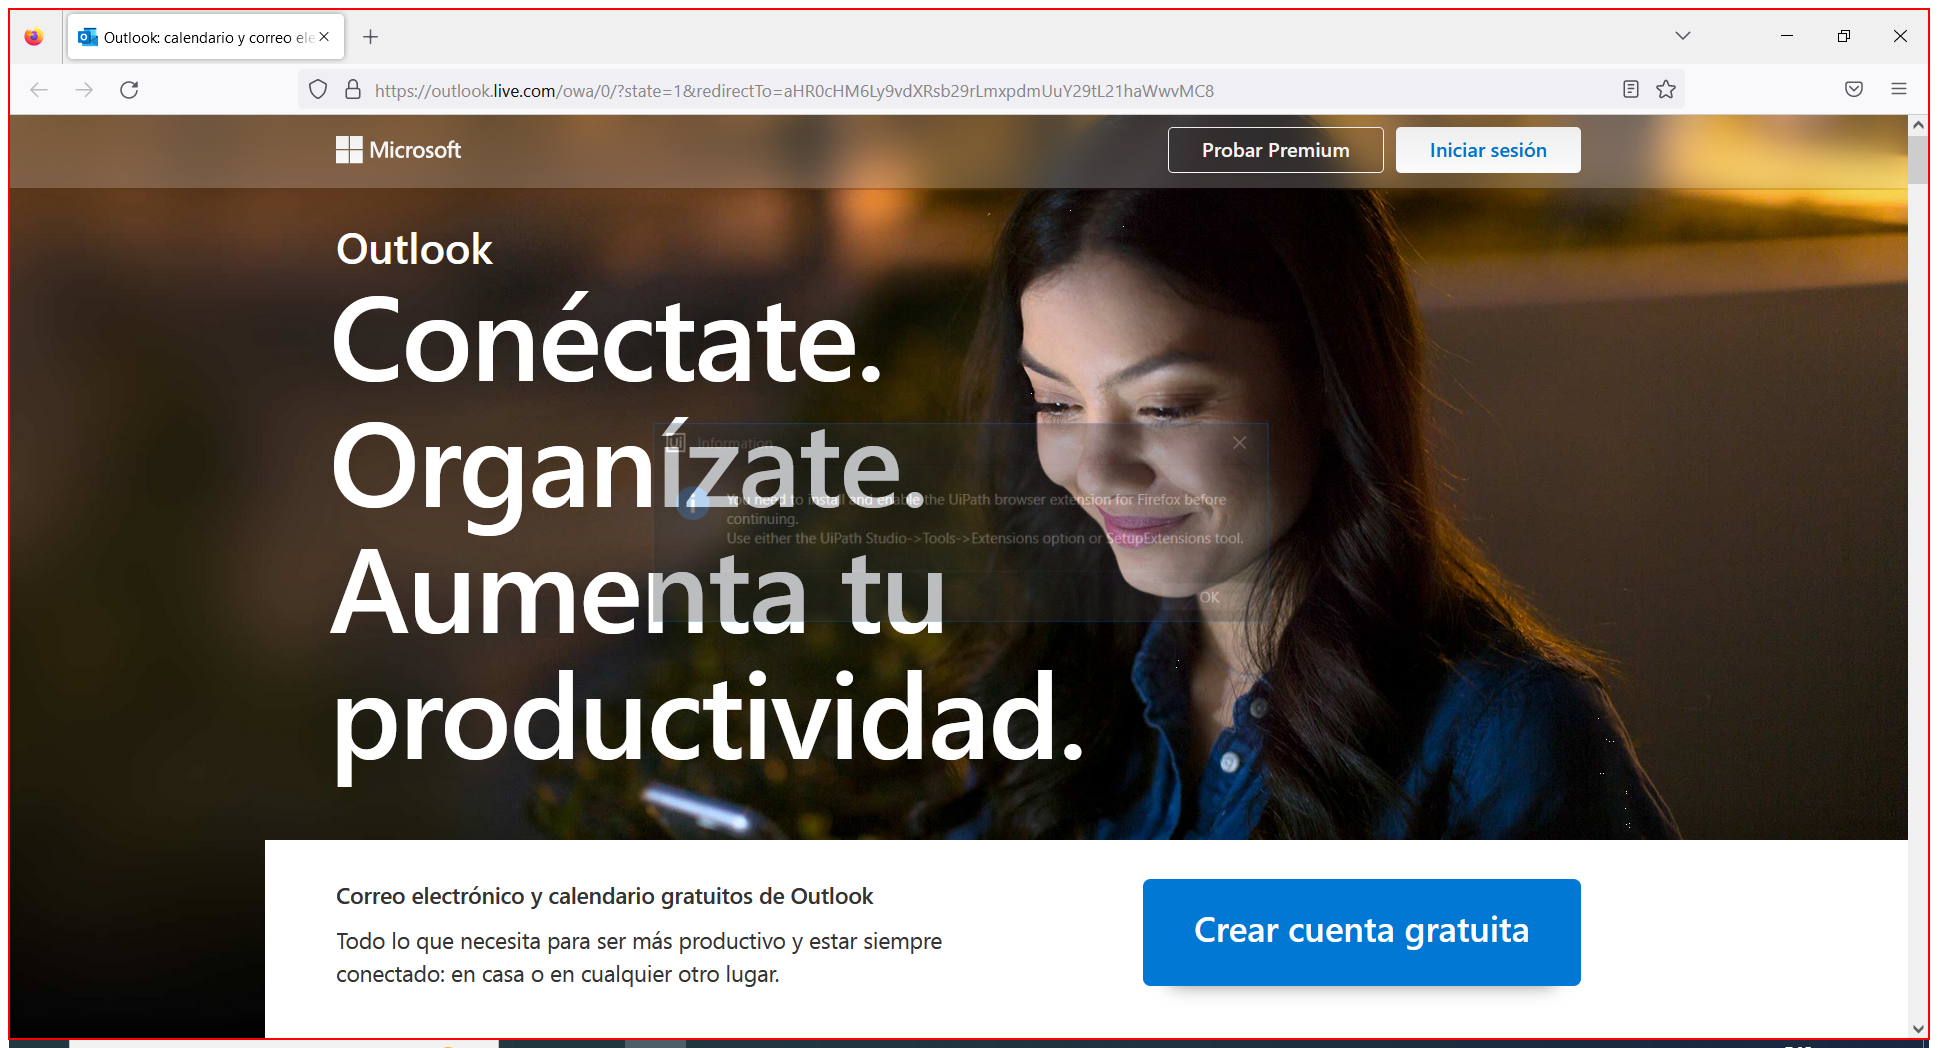 Outlook: calendario y correo ele
https://outlook.live.com/owa/0/?state=1&redirectTo=aHR0cHM6Ly9vdXRsb29rLmxpdmUuY29tL21haWwvMC8
Microsoft
Probar Premium
Iniciar sesión
Outlook
Conéctate.
Organízate.
Aumenta tu
productividad.
Ui Information
You need to install and enable the UiPath browser extension for Firefox before
continuing.
Use either the UiPath Studio->Tools->Extensions option or SetupExtensions tool.
OK
Correo electrónico y calendario gratuitos de Outlook
Todo lo que necesita para ser más productivo y estar siempre
conectado: en casa o en cualquier otro lugar.
Crear cuenta gratuita